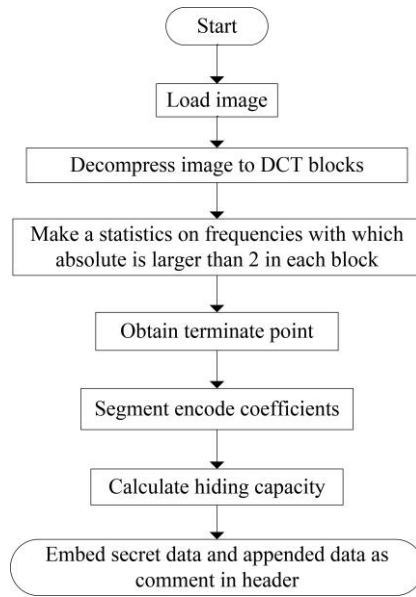 Start
Load image
Decompress image to DCT blocks
Make a statistics on frequencies with which
absolute is larger than 2 in each block
Obtain terminate point
Segment encode coefficients
Calculate hiding capacity
Embed secret data and appended data as
comment in header